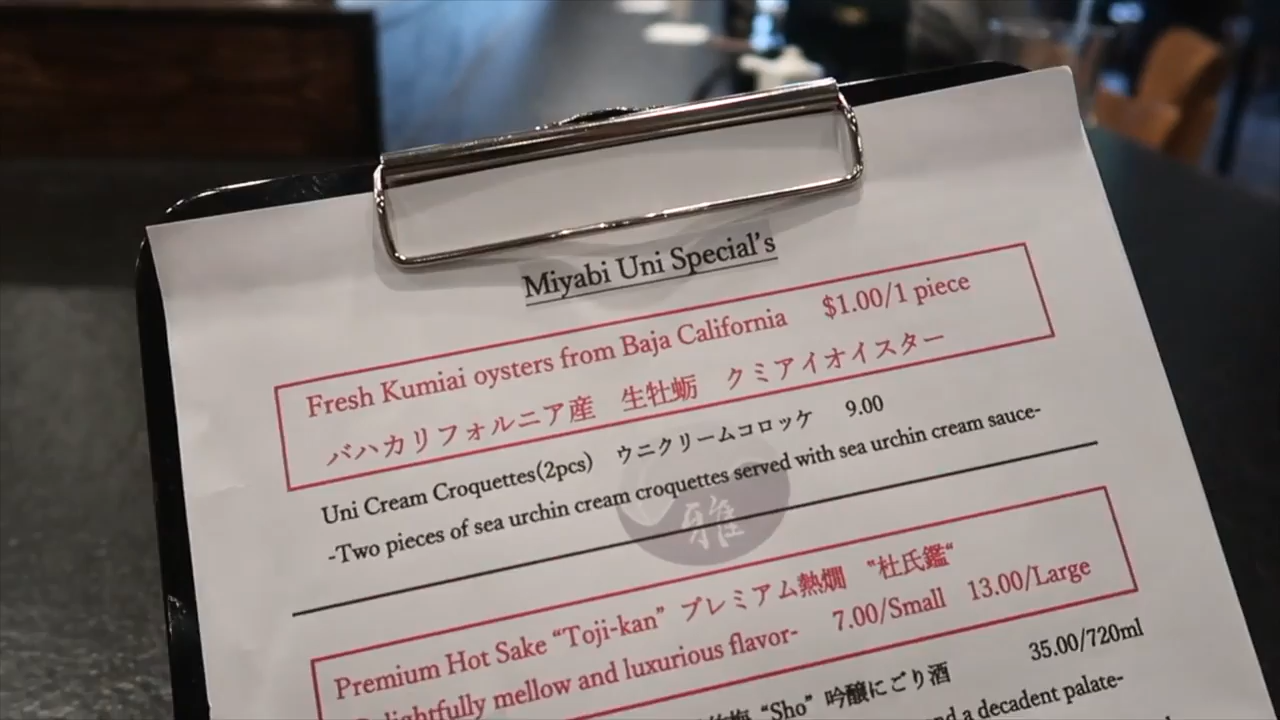 Miyabi Uni Special's
Fresh Kumiai oysters from Baja California $1.00/1 piece
バハカリフォルニア産 生牡蛎 クミアイオイスター
Uni Cream Croquettes(2pcs) ウニクリームコロッケ 9.00
-Two pieces of sea urchin cream croquettes served with sea urchin cream sauce-
雅
Premium Hot Sake “Toji-kan” プレミアム熱燗 “杜氏鑑“
lightfully mellow and luxurious flavor- 7.00/Small 13.00/Large
“Sho” 吟醸にごり酒 35.00/720ml
a decadent palate-